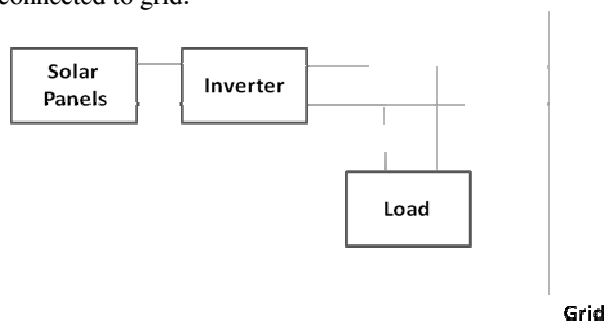 connected to grid.
Solar
Panels
Inverter
Load
Grid